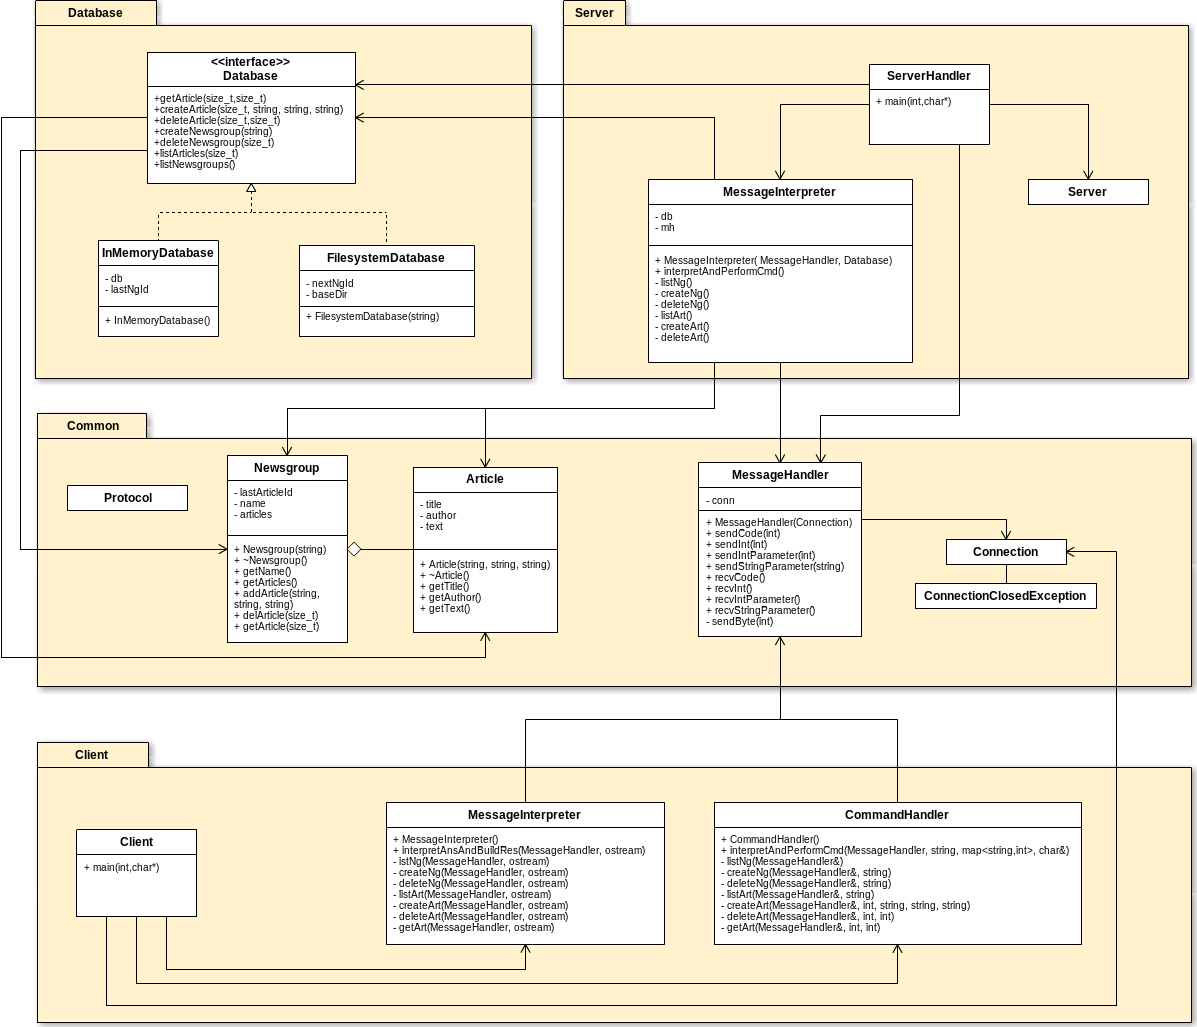 Database
<<interface>>
Database
+getArticle(size_t,size_t)
+createArticle(size_t, string, string, string)
+deleteArticle(size_t,size_t)
+createNewsgroup(string)
+deleteNewsgroup(size_t)
+listArticles(size_t)
+listNewsgroups()
InMemoryDatabase
- db
- lastNgId
+ InMemoryDatabase()
FilesystemDatabase
- nextNgId
- baseDir
+ FilesystemDatabase(string)
Server
ServerHandler
+ main(int,char*)
MessageInterpreter
- db
- mh
+ MessageInterpreter( MessageHandler, Database)
+ interpretAndPerformCmd()
- listNg()
- createNg()
- deleteNg()
- listArt()
- createArt()
- deleteArt()
Server
Common
Protocol
Newsgroup
- lastArticleId
- name
- articles
+ Newsgroup(string)
+ ~Newsgroup()
+ getName()
+ getArticles()
+ addArticle(string,
string, string)
+ delArticle(size_t)
+ getArticle(size_t)
Article
- title
- author
- text
+ Article(string, string, string)
+ ~Article()
+ getTitle()
+ getAuthor()
+ getText()
MessageHandler
- conn
+ MessageHandler(Connection)
+ sendCode(int)
+ sendInt(int)
+ sendIntParameter(int)
+ sendStringParameter(string)
+ recvCode()
+ recvInt()
+ recvIntParameter()
+ recvStringParameter()
- sendByte(int)
Connection
ConnectionClosedException
Client
Client
+ main(int,char*)
MessageInterpreter
+ MessageInterpreter()
+ interpretAnsAndBuildRes(MessageHandler, ostream)
- istNg(MessageHandler, ostream)
- createNg(MessageHandler, ostream)
- deleteNg(MessageHandler, ostream)
- listArt(MessageHandler, ostream)
- createArt(MessageHandler, ostream)
- deleteArt(MessageHandler, ostream)
- getArt(MessageHandler, ostream)
CommandHandler
+ CommandHandler()
+ interpretAndPerformCmd(MessageHandler, string, map<string,int>, char&)
- listNg(MessageHandler&)
- createNg(MessageHandler&, string)
- deleteNg(MessageHandler&, string)
- listArt(MessageHandler&, string)
- createArt(MessageHandler&, int, string, string, string)
- deleteArt(MessageHandler&, int, int)
- getArt(MessageHandler&, int, int)